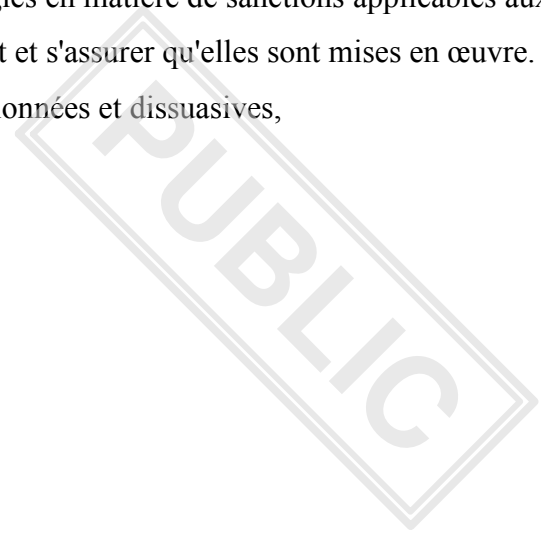 gles en matière de sanctions applicables aux
t et s'assurer qu'elles sont mises en œuvre.
onnées et dissuasives,
PUBLIC